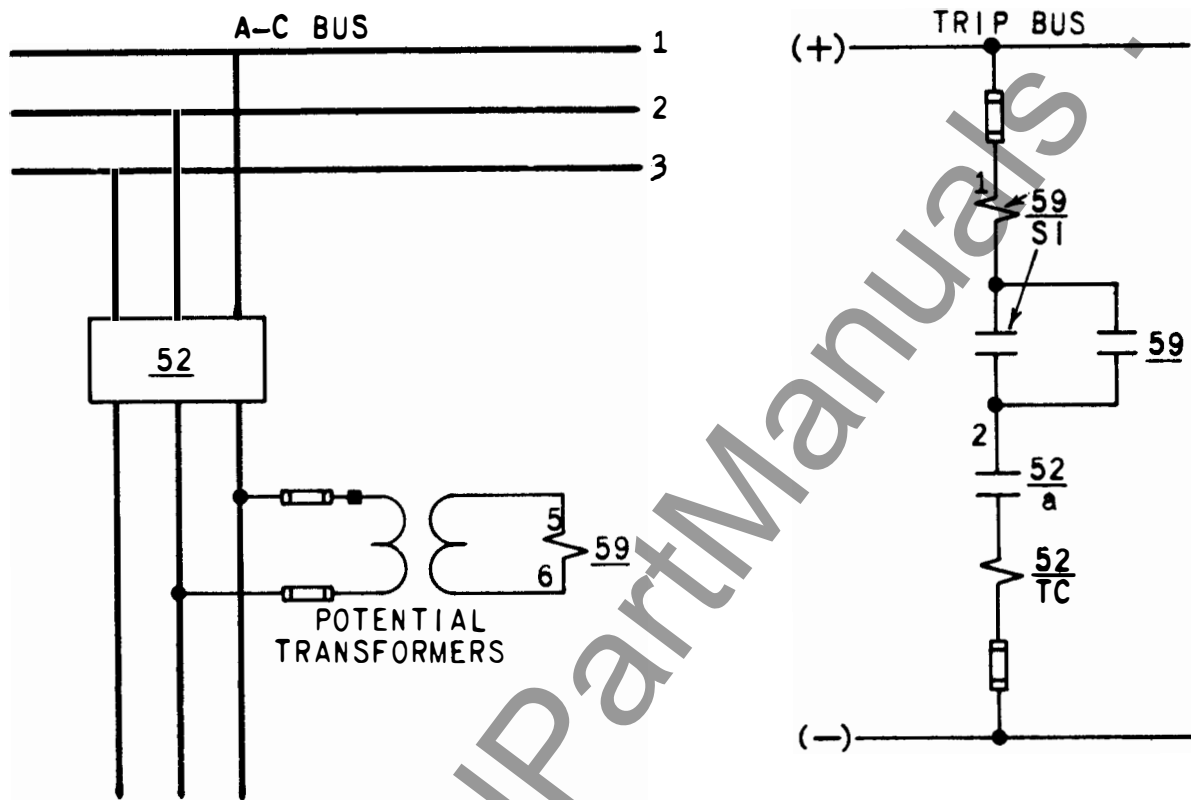 A-C BUS
1
2
3
52
5
6
59
POTENTIAL
TRANSFORMERS
TRIP BUS
(+)
1
59
SI
59
2
52
a
52
TC
(-)
lPartManuals .